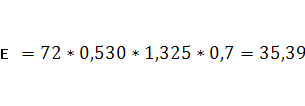 E = 72 * 0,530 * 1,325 * 0,7 = 35,39